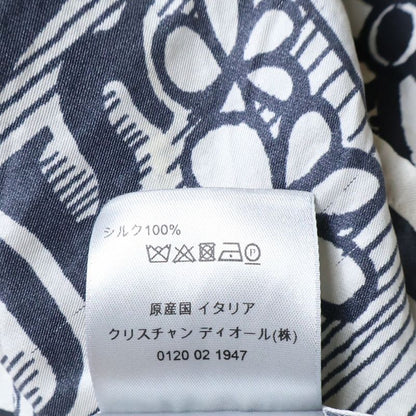 シルク100%
原産国 イタリア
クリスチャン ディオール(株)
0120 02 1947